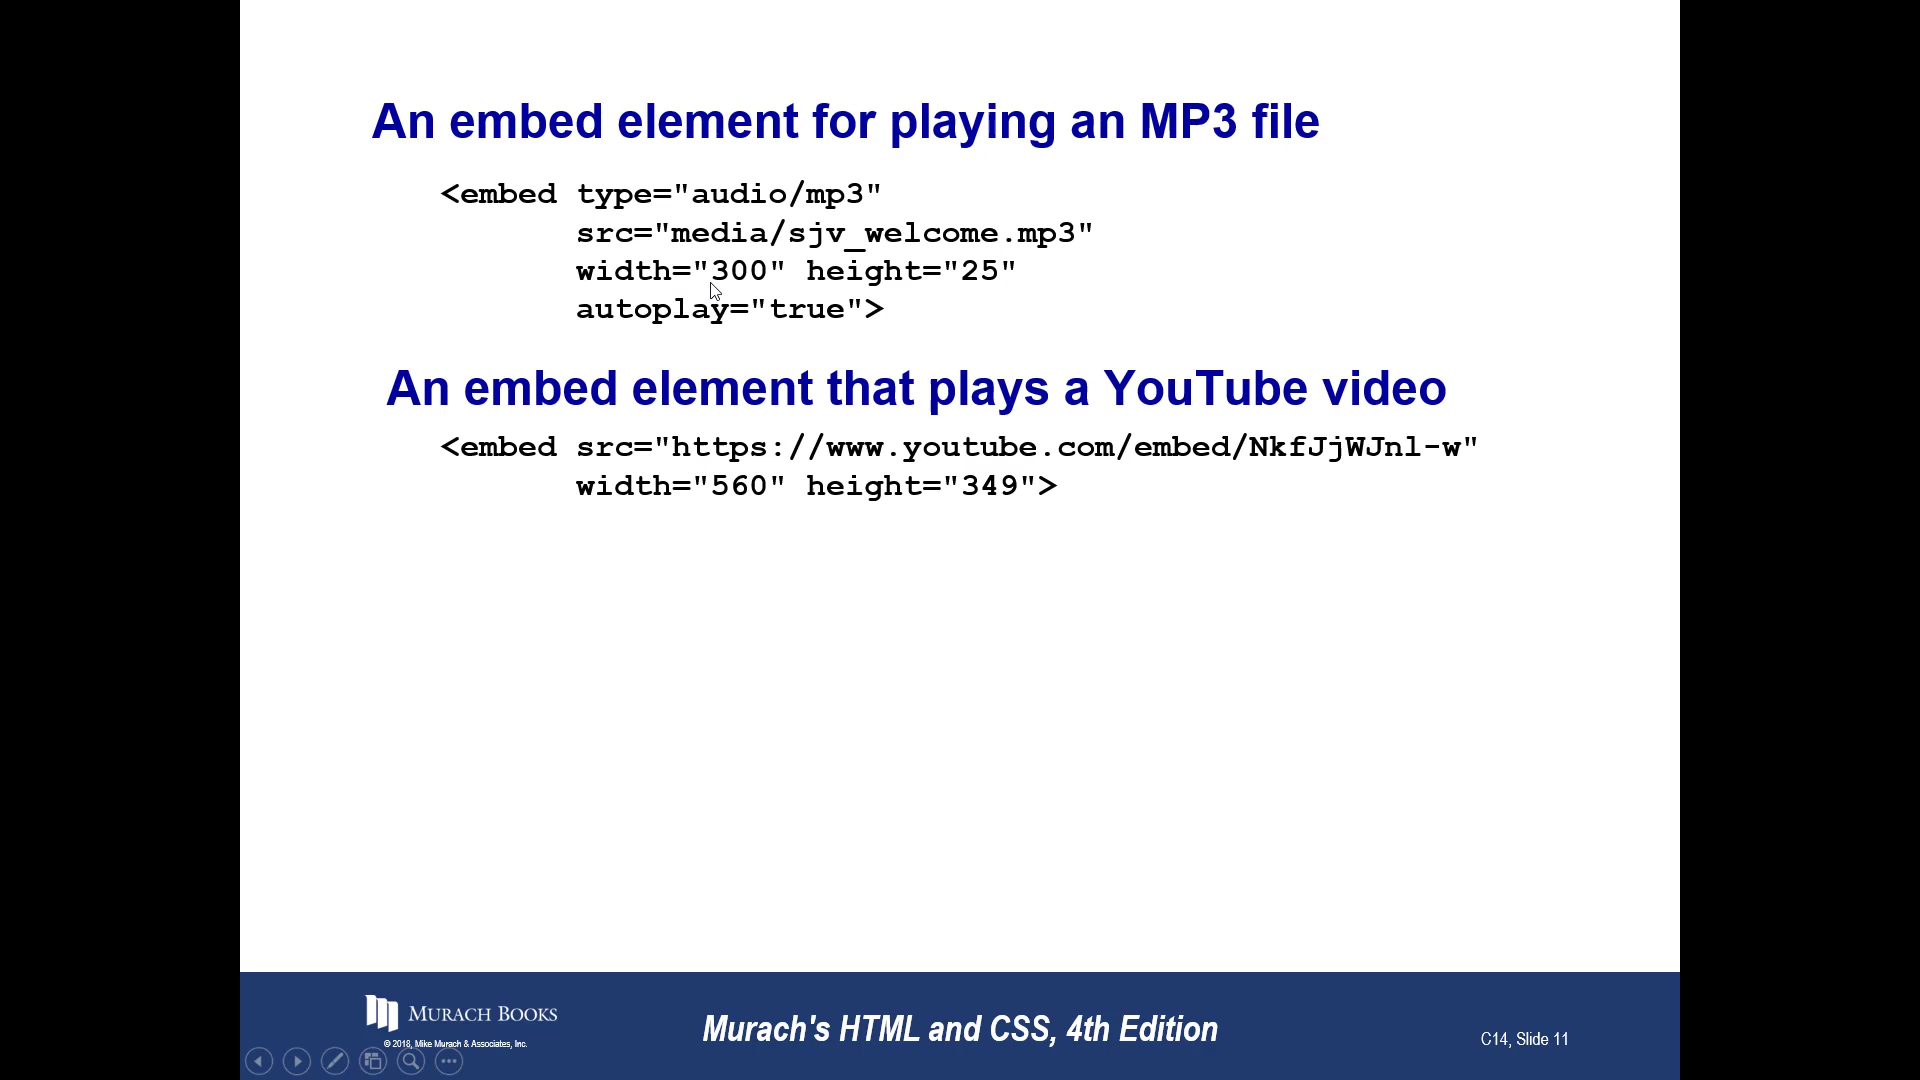 An embed element for playing an MP3 file
<embed type="audio/mp3"
src="media/sjv_welcome.mp3"
width="300" height="25"
autoplay="true">
An embed element that plays a YouTube video
<embed src="https://www.youtube.com/embed/NkfJjWJnl-w"
width="560" height="349">
MURACH BOOKS
© 2018, Mike Murach & Associates, Inc.
Murach's HTML and CSS, 4th Edition
C14, Slide 11